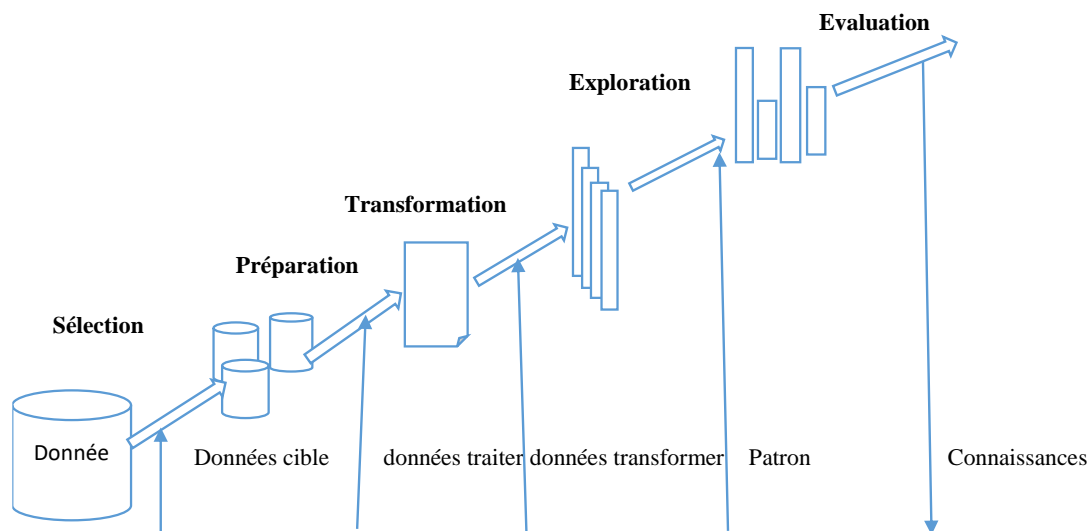 Evaluation
Exploration
Transformation
Préparation
Sélection
Donnée
Données cible
données traiter
données transformer
Patron
Connaissances